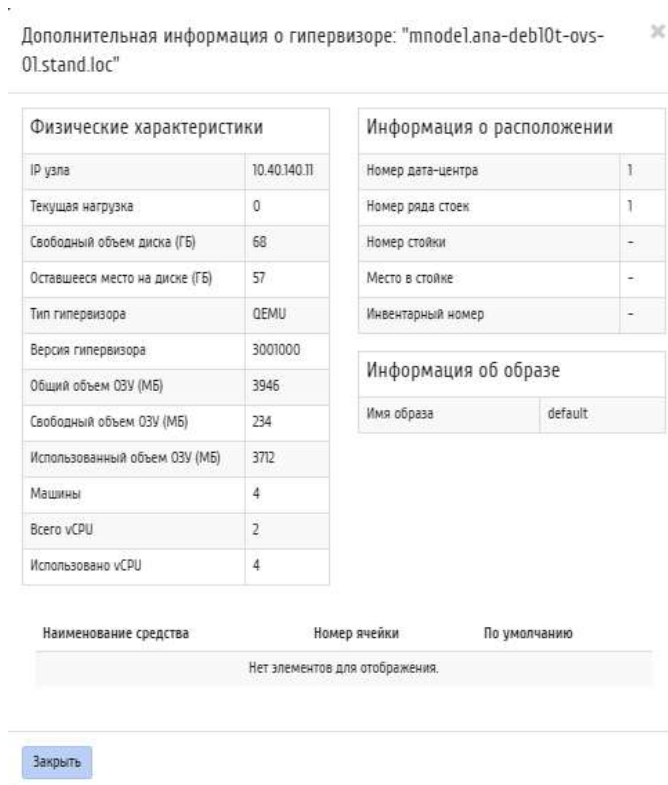 Дополнительная информация о гипервизоре: "mnode1.ana-deb10t-ovs-
01.stand.loc"
Физические характеристики
IP узла 10.40.140.11
Текущая нагрузка 0
Свободный объем диска (ГБ) 68
Оставшееся место на диске (ГБ) 57
Тип гипервизора QEMU
Версия гипервизора 3001000
Общий объем ОЗУ (МБ) 3946
Свободный объем ОЗУ (МБ) 234
Использованный объем ОЗУ (МБ) 3712
Машины 4
Всего vCPU 2
Использовано vCPU 4
Информация о расположении
Номер дата-центра 1
Номер ряда стоек 1
Номер стойки -
Место в стойке -
Инвентарный номер -
Информация об образе
Имя образа default
Наименование средства Номер ячейки По умолчанию
Нет элементов для отображения.
Закрыть